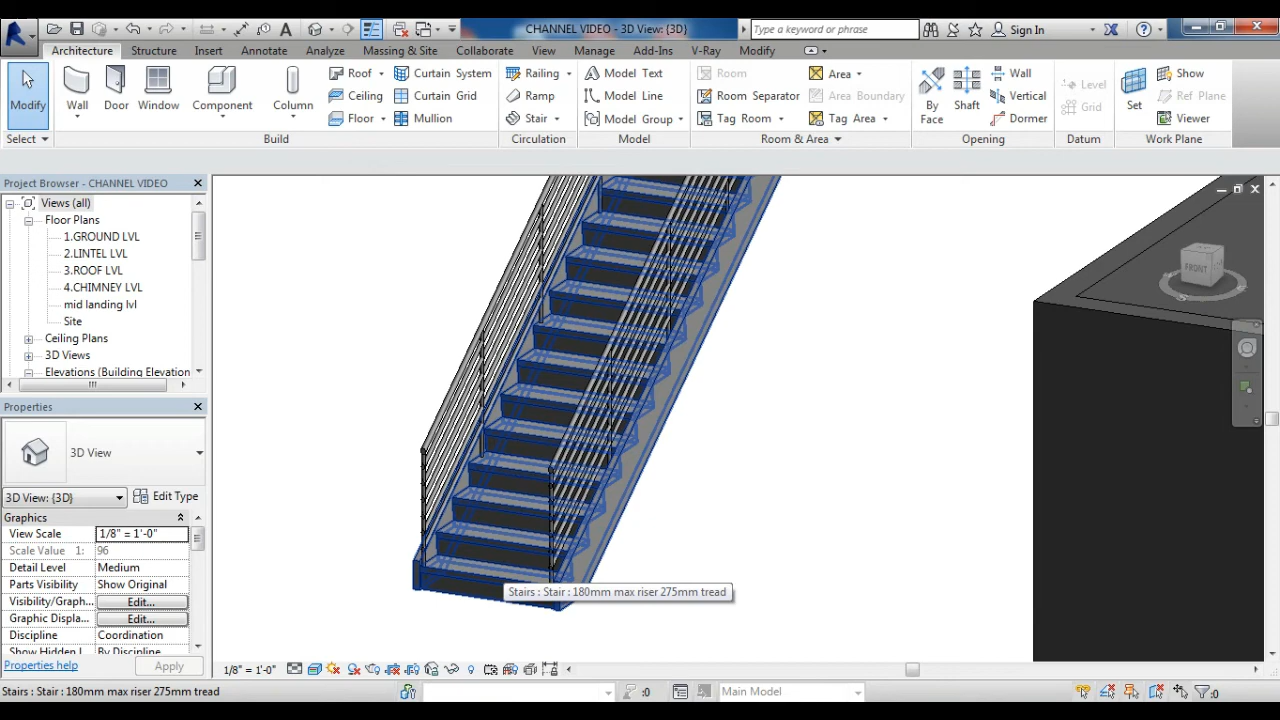 CHANNEL VIDEO - 3D View: {3D}
Type a keyword or phrase
Sign In
Architecture Structure Insert Annotate Analyze Massing & Site Collaborate View Manage Add-Ins V-Ray Modify
Modify
Wall
Door
Window
Component
Column
Roof
Ceiling
Floor
Curtain System
Curtain Grid
Mullion
Railing
Ramp
Stair
Model Text
Model Line
Model Group
Room
Room Separator
Tag Room
Area
Area Boundary
Tag Area
By
Face
Shaft
Wall
Vertical
Dormer
Level
Grid
Set
Show
Ref Plane
Viewer
Select
Build
Circulation
Model
Room & Area
Opening
Datum
Work Plane
Project Browser - CHANNEL VIDEO
Views (all)
Floor Plans
1.GROUND LVL
2.LINTEL LVL
3.ROOF LVL
4.CHIMNEY LVL
mid landing lvl
Site
Ceiling Plans
3D Views
Elevations (Building Elevation
FRONT
Properties
3D View
3D View: {3D}
Edit Type
Graphics
View Scale 1/8" = 1'-0"
Scale Value 1: 96
Detail Level Medium
Parts Visibility Show Original
Visibility/Graph... Edit...
Graphic Displa... Edit...
Discipline Coordination
Show Hidden L By Discipline
Properties help
Apply
Stairs : Stair : 180mm max riser 275mm tread
1/8" = 1'-0"
Stairs : Stair : 180mm max riser 275mm tread
:0
Main Model
:0